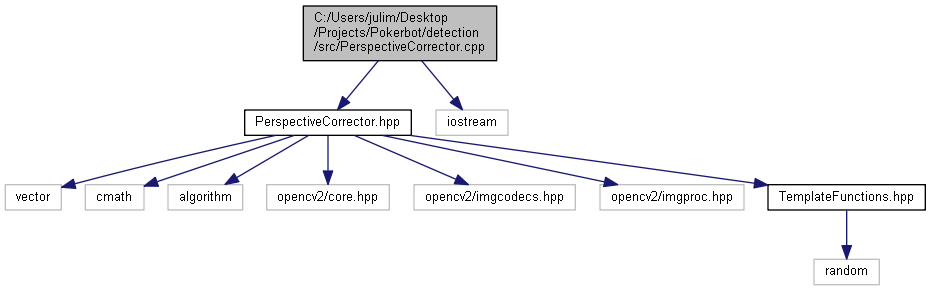 C:/Users/julim/Desktop
/Projects/Pokerbot/detection
/src/PerspectiveCorrector.cpp
PerspectiveCorrector.hpp
iostream
vector
cmath
algorithm
opencv2/core.hpp
opencv2/imgcodecs.hpp
opencv2/imgproc.hpp
TemplateFunctions.hpp
random